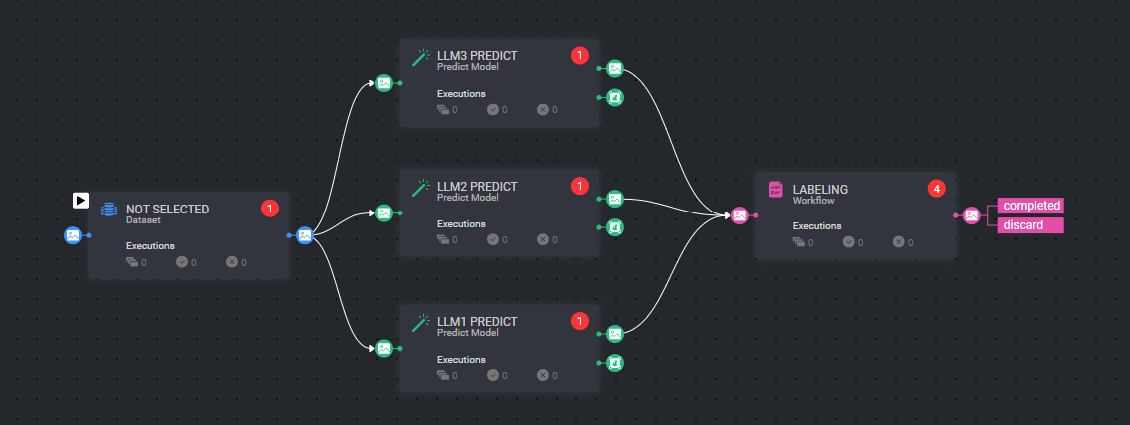 NOT SELECTED
1
Dataset
Executions
0 0 0
LLM3 PREDICT
1
Predict Model
Executions
0 0 0
LLM2 PREDICT
1
Predict Model
Executions
0 0 0
LLM1 PREDICT
1
Predict Model
Executions
0 0 0
LABELING
4
Workflow
Executions
0 0 0
completed
discard